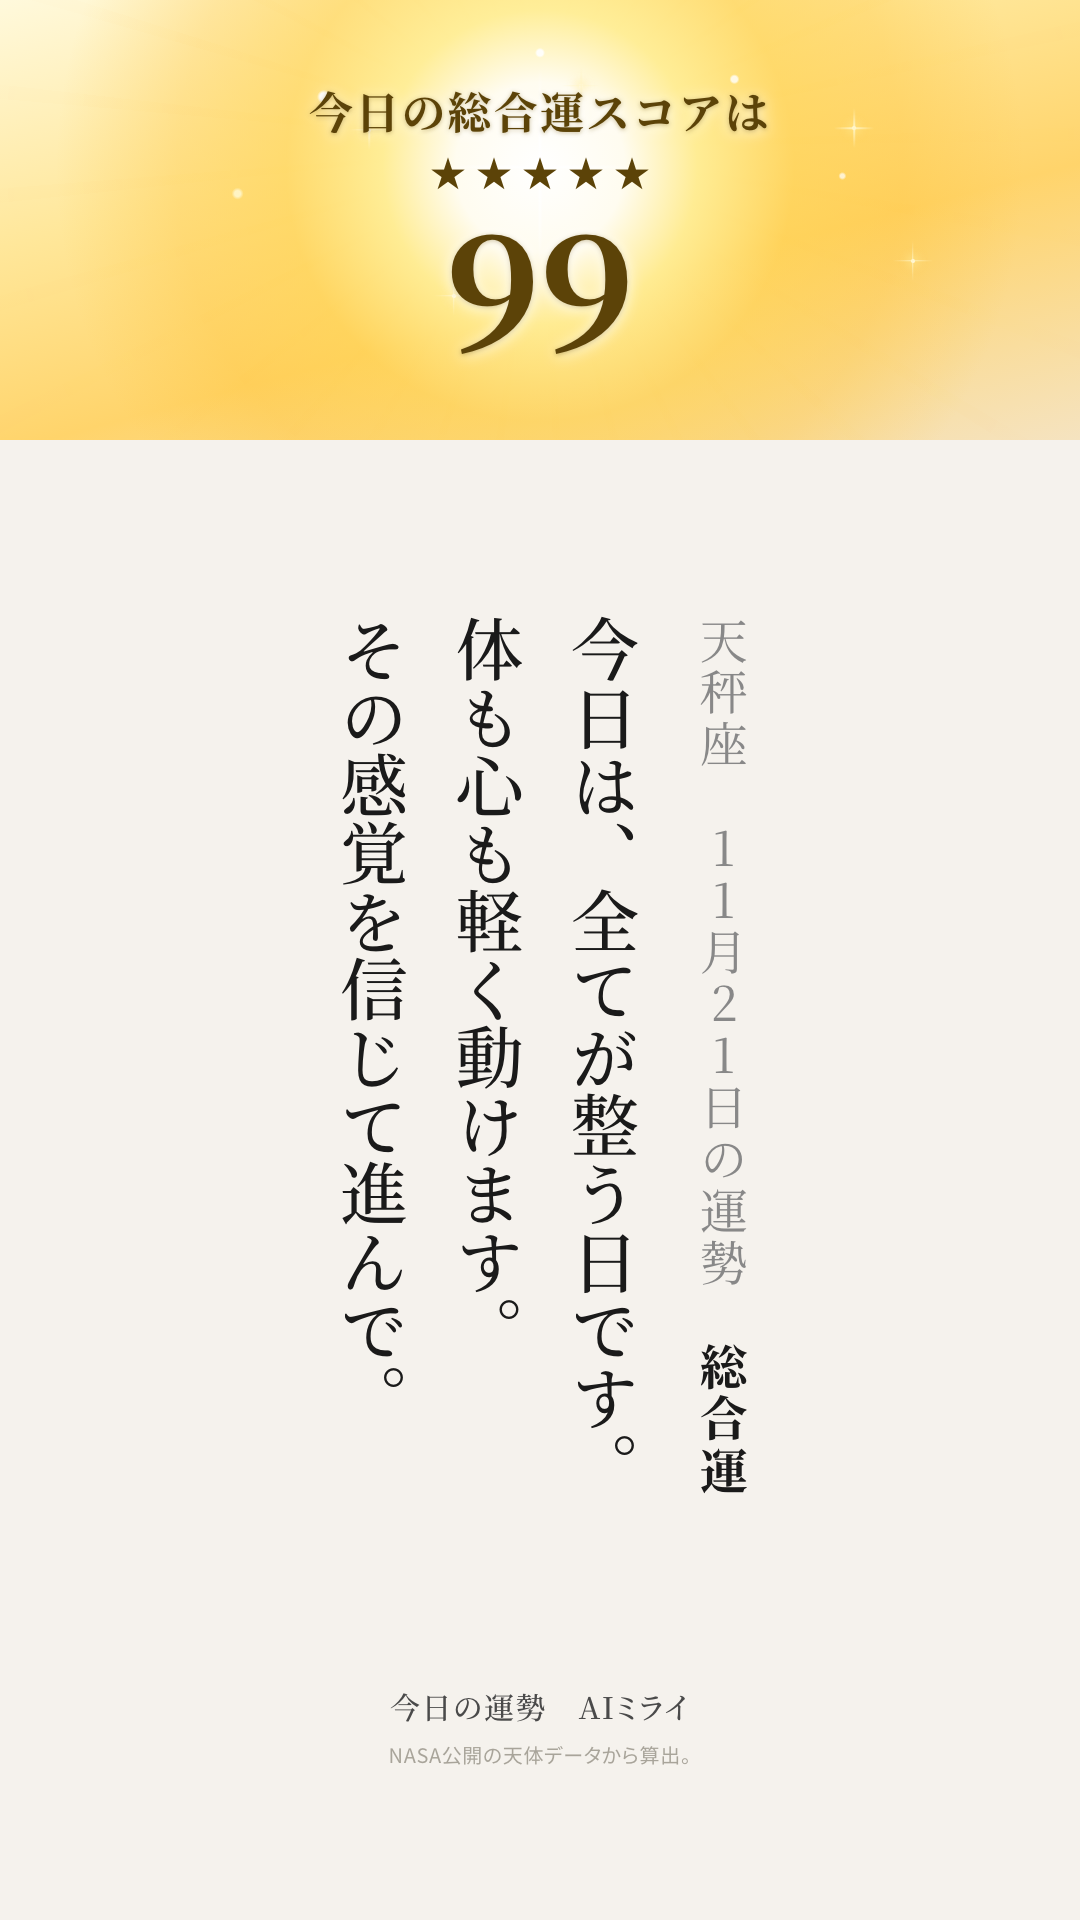 今日の総合運スコアは
★★★★★
99
天秤座　11月21日の運勢　総合運
今日は、全てが整う日です。
体も心も軽く動けます。
その感覚を信じて進んで。
今日の運勢　AIミライ
NASA公開の天体データから算出。